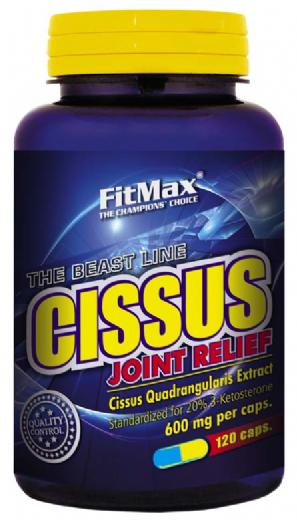 FitMax®
THE CHAMPIONS' CHOICE
THE BEAST LINE
CISSUS
JOINT RELIEF
Cissus Quadrangularis Extract
Standardized for 20% 3-Ketosterone
600 mg per caps.
120 caps.
QUALITY
CONTROL